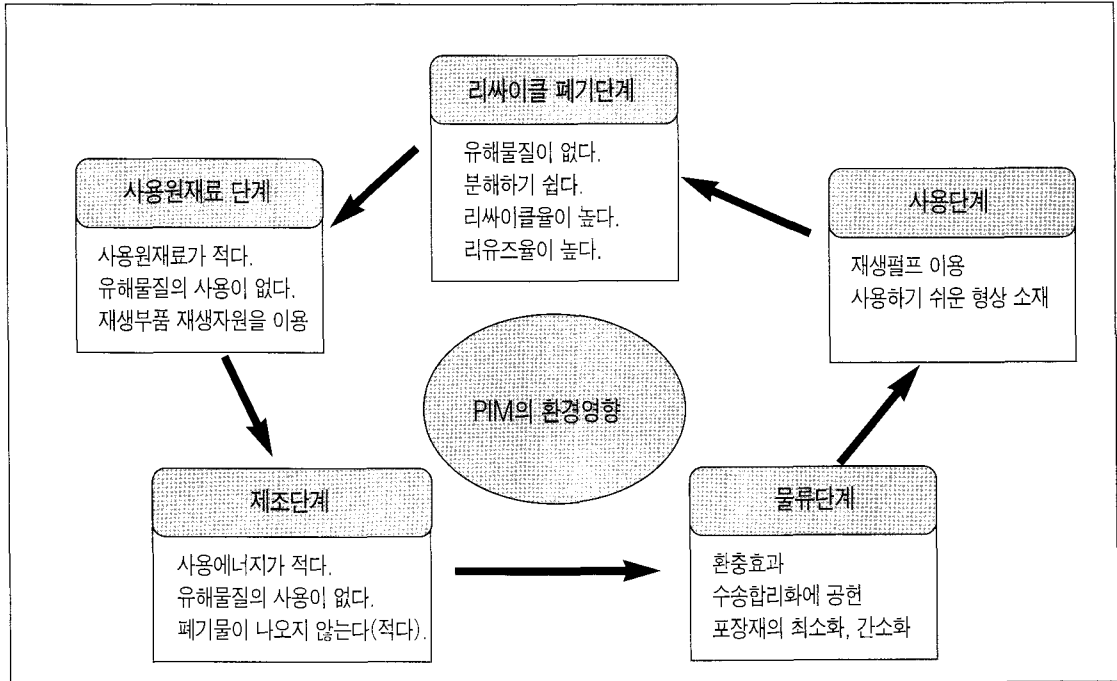 리싸이클 폐기단계
유해물질이 없다.
분해하기 쉽다.
리싸이클율이 높다.
리유즈율이 높다.
사용원재료 단계
사용원재료가 적다.
유해물질의 사용이 없다.
재생부품 재생자원을 이용
사용단계
재생펄프 이용
사용하기 쉬운 형상 소재
PIM의 환경영향
제조단계
사용에너지가 적다.
유해물질의 사용이 없다.
폐기물이 나오지 않는다(적다).
물류단계
환충효과
수송합리화에 공헌
포장재의 최소화, 간소화